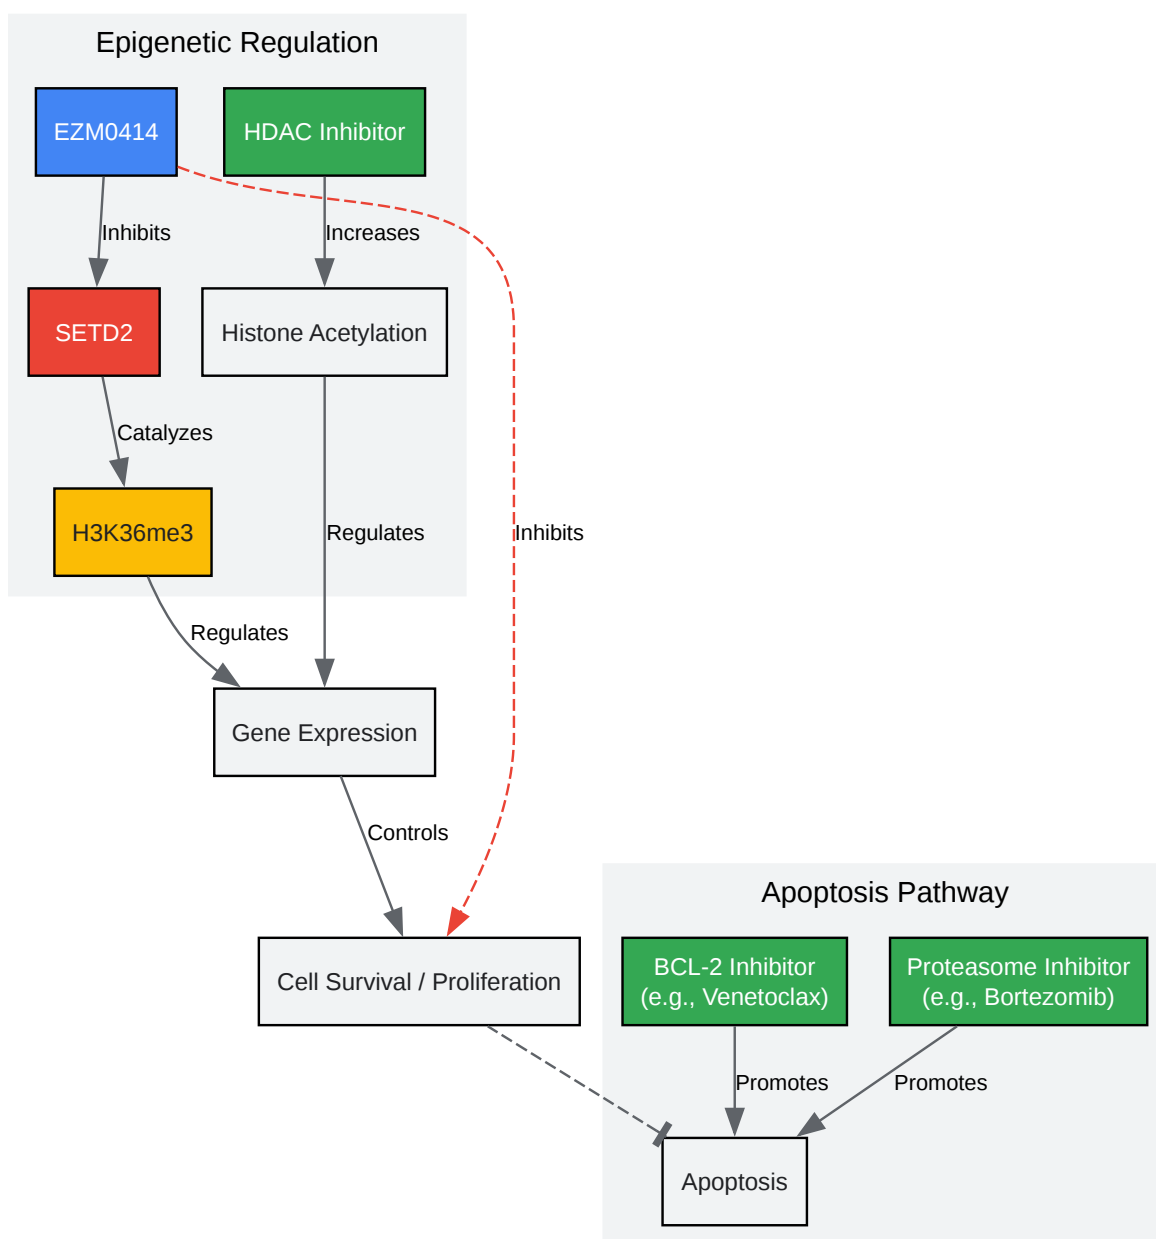 Epigenetic Regulation
EZM0414
HDAC Inhibitor
Inhibits
Increases
SETD2
Histone Acetylation
Catalyzes
H3K36me3
Regulates
Inhibits
Regulates
Gene Expression
Controls
Apoptosis Pathway
Cell Survival / Proliferation
BCL-2 Inhibitor
(e.g., Venetoclax)
Proteasome Inhibitor
(e.g., Bortezomib)
Promotes
Promotes
Apoptosis